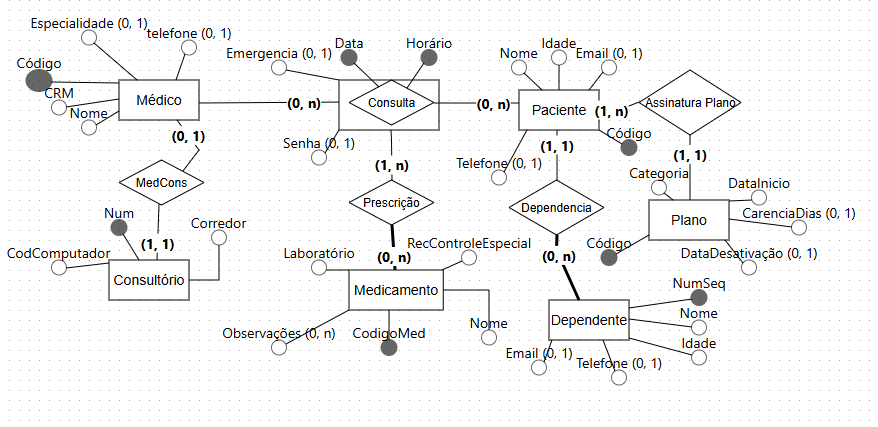 Especialidade (0, 1)
telefone (0, 1)
Código
CRM
Nome
Médico
(0, 1)
MedCons
Num
Corredor
(1, 1)
CodComputador
Consultório
Emergencia (0, 1)
Data
Horário
(0, n)
Consulta
(0, n)
Senha (0, 1)
(1, n)
Prescrição
(0, n)
Laboratório
RecControleEspecial
Medicamento
Observações (0, n)
CodigoMed
Nome
Nome
Idade
Email (0, 1)
Paciente
(1, n)
Assinatura Plano
Código
Telefone (0, 1)
(1, 1)
Dependencia
(0, n)
(1, 1)
Categoria
DataInicio
Plano
CarenciaDias (0, 1)
Código
DataDesativação (0, 1)
NumSeq
Nome
Dependente
Idade
Email (0, 1)
Telefone (0, 1)